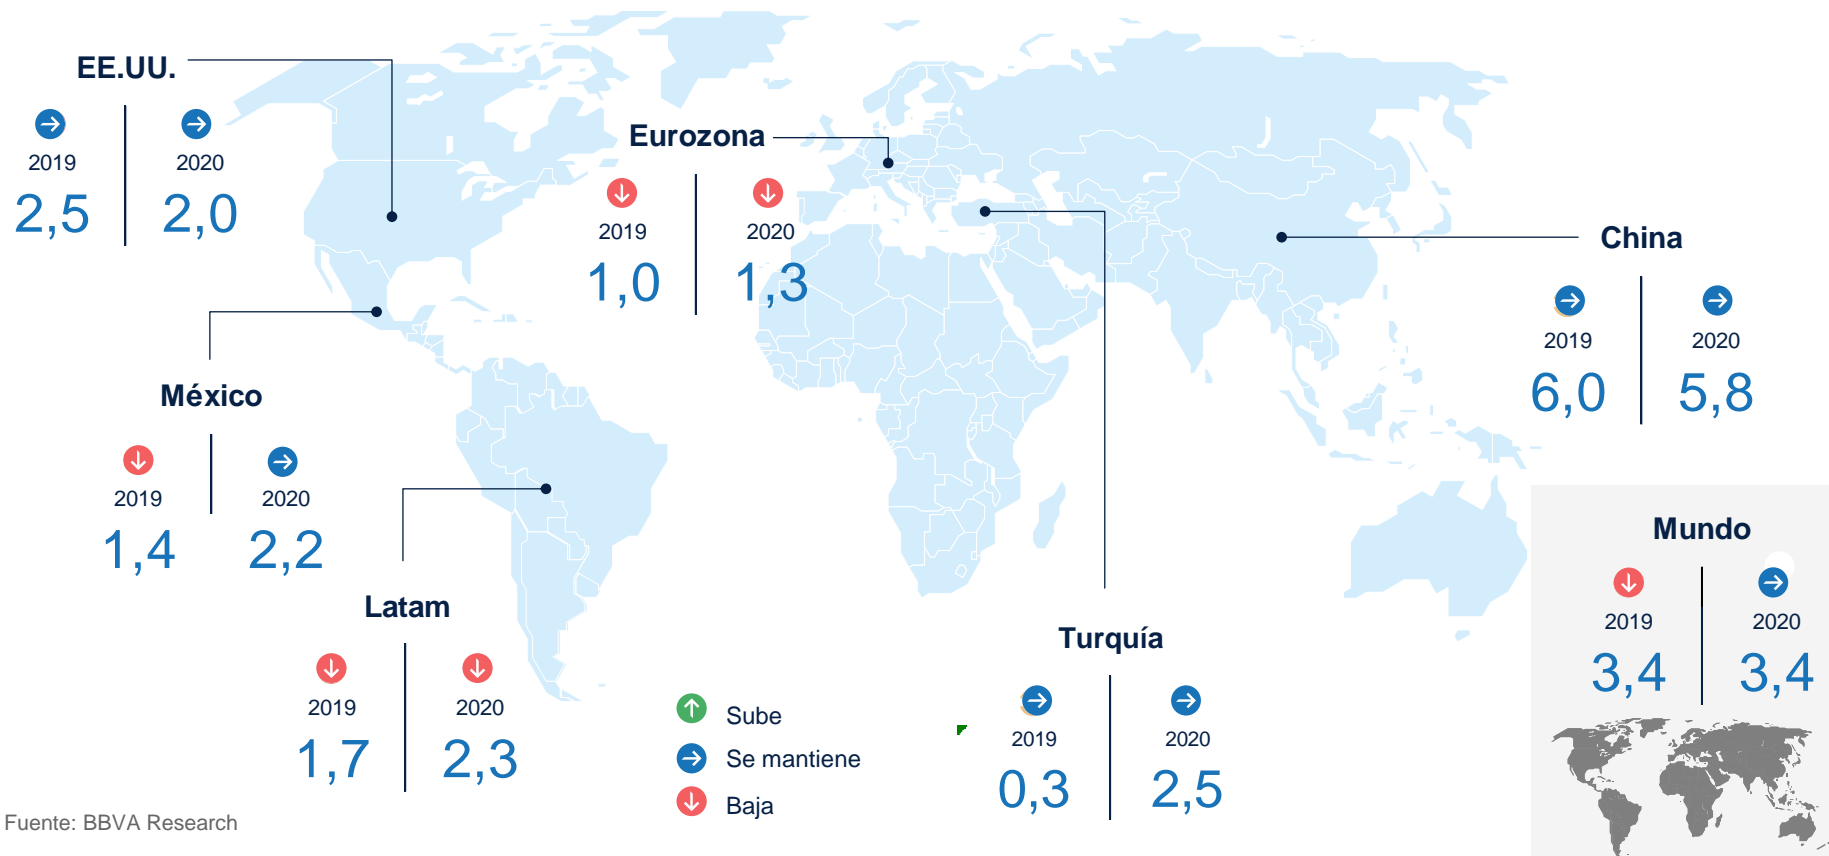 EE.UU.
2019 2020
2,5 2,0
Eurozona
2019 2020
1,0 1,3
China
2019 2020
6,0 5,8
México
2019 2020
1,4 2,2
Latam
2019 2020
1,7 2,3
Turquía
2019 2020
0,3 2,5
Mundo
2019 2020
3,4 3,4
Sube
Se mantiene
Baja
Fuente: BBVA Research